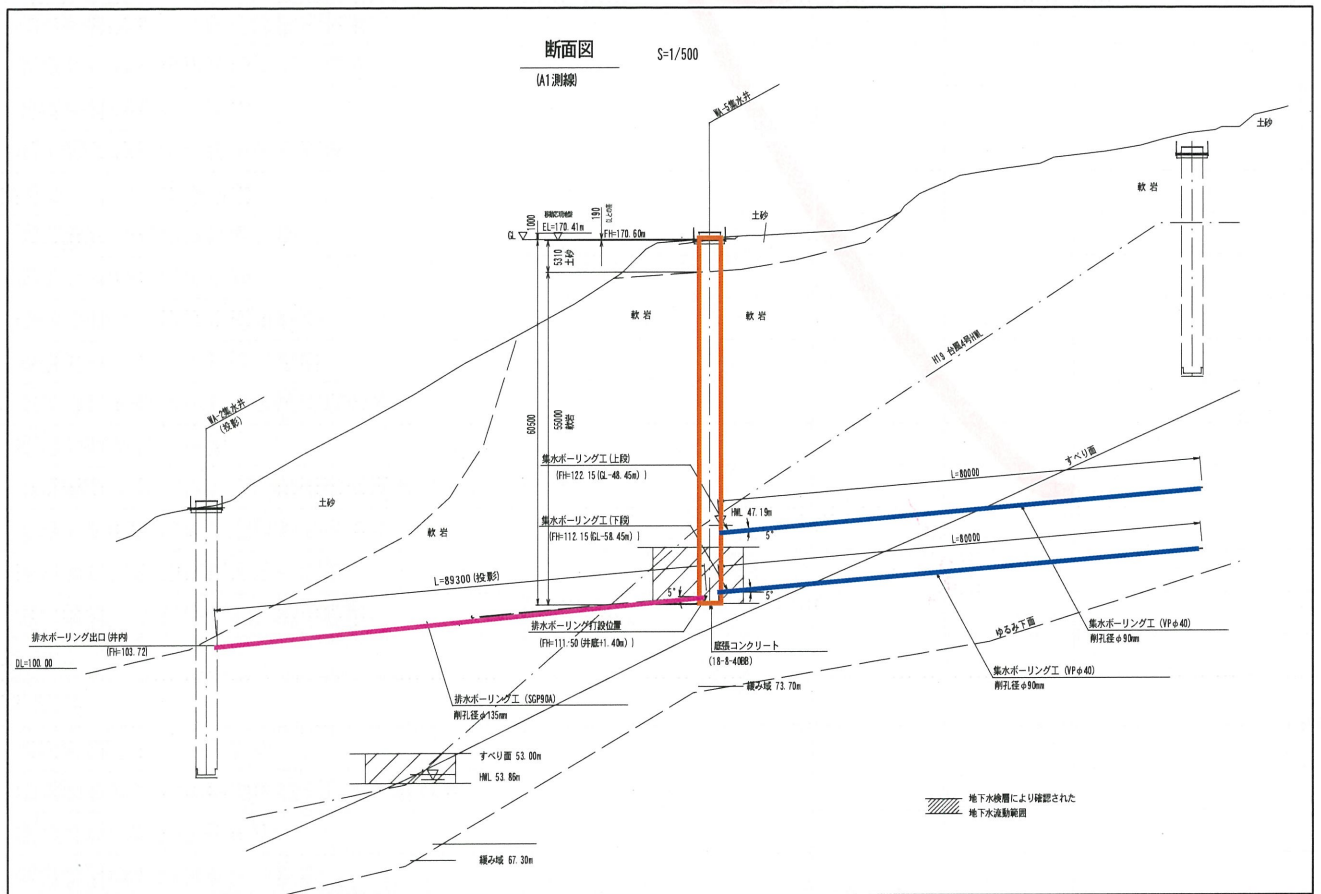 断面図
S=1/500
(A1測線)
WA-5集水井
土砂
軟 岩
土砂
GL
1000
EL=170.41m
190
FH=170.60m
5310
土砂
軟 岩
軟 岩
H19 台風4号HWL
60500
55000
軟岩
WA-2集水井
(投影)
集水ボーリング工(上段)
(FH=122.15(GL-48.45m) )
すべり面
L=80000
土砂
HWL 47.19m
5°
集水ボーリング工(下段)
(FH=112.15(GL-58.45m) )
軟 岩
L=80000
L=89300(投影)
5°
5°
排水ボーリング出口(井内)
(FH=103.72)
DL=100.00
排水ボーリング打設位置
(FH=111.50(井底+1.40m) )
底張コンクリート
(18-8-40BB)
ゆるみ下面
集水ボーリング工 (VPφ40)
削孔径φ90mm
集水ボーリング工 (VPφ40)
削孔径φ90mm
緩み域 73.70m
排水ボーリング工 (SGP90A)
削孔径φ135mm
すべり面 53.00m
HWL 53.86m
地下水検層により確認された
地下水流動範囲
緩み域 67.30m